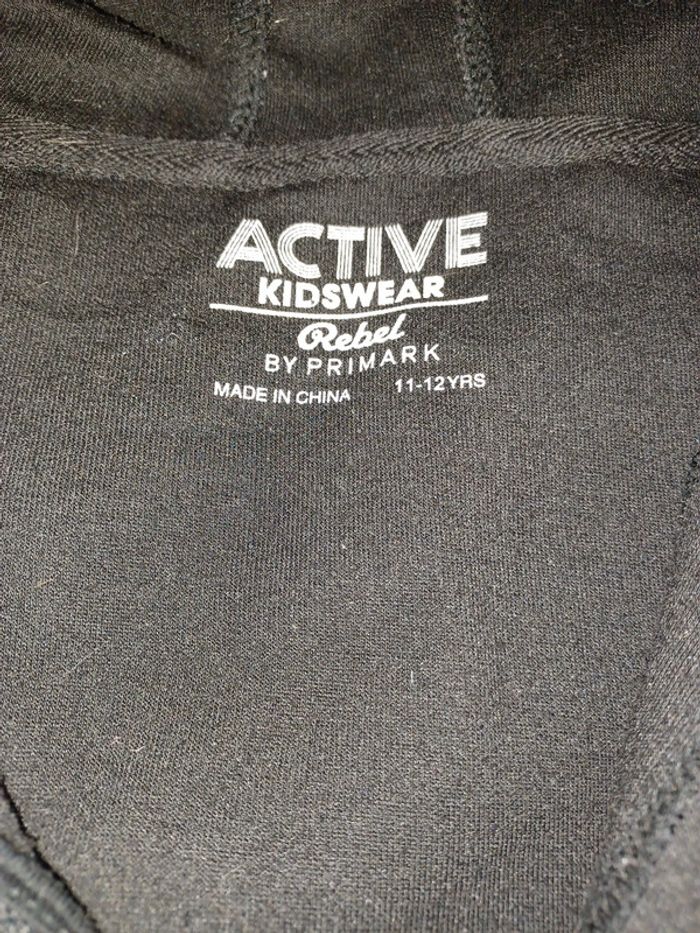 ACTIVE
KIDSWEAR
Rebel
BY PRIMARK
MADE IN CHINA 11-12YRS